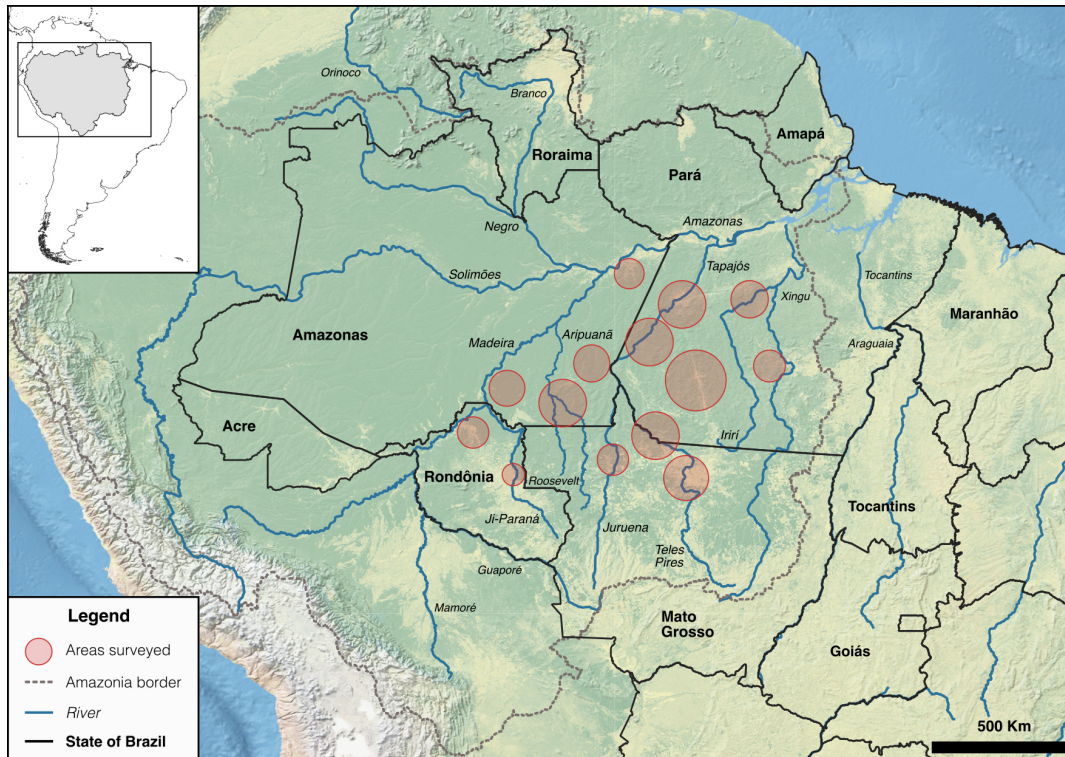 Orinoco
Branco
Amapá
Roraima
Pará
Negro
Amazonas
Solimões
Tapajós
Tocantins
Xingu
Maranhão
Amazonas
Madeira
Aripuanã
Araguaia
Acre
Iriri
Rondônia
Roosevelt
Tocantins
Ji-Paraná
Juruena
Teles
Pires
Guaporé
Mamoré
Mato
Grosso
Goiás
Legend
Areas surveyed
Amazonia border
River
State of Brazil
500 Km